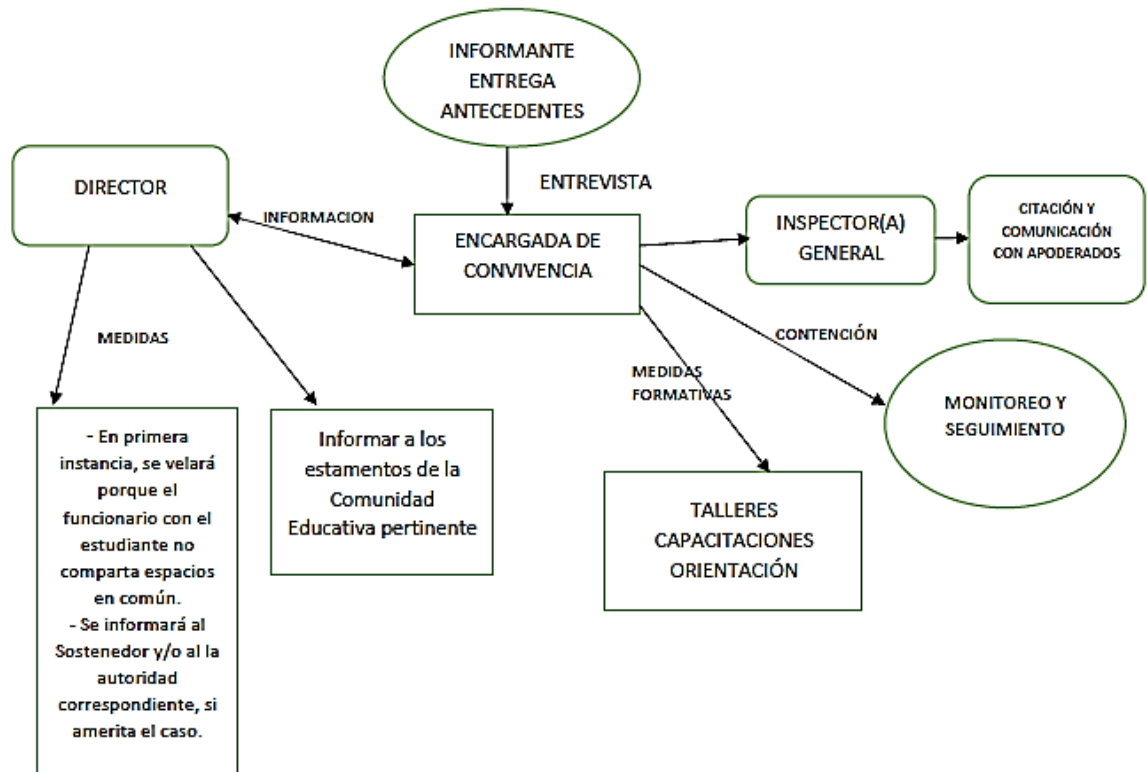 INFORMANTE
ENTREGA
ANTECEDENTES
DIRECTOR
INFORMACION
ENTREVISTA
ENCARGADA DE
CONVIVENCIA
INSPECTOR(A)
GENERAL
CITACIÓN Y
COMUNICACIÓN
CON APODERADOS
MEDIDAS
MEDIDAS
FORMATIVAS
CONTENCIÓN
MONITOREO Y
SEGUIMIENTO
- En primera
instancia, se velará
porque el
funcionario con el
estudiante no
comparta espacios
en común.
- Se informará al
Sostenedor y/o al la
autoridad
correspondiente, si
amerita el caso.
Informar a los
estamentos de la
Comunidad
Educativa pertinente
TALLERES
CAPACITACIONES
ORIENTACIÓN